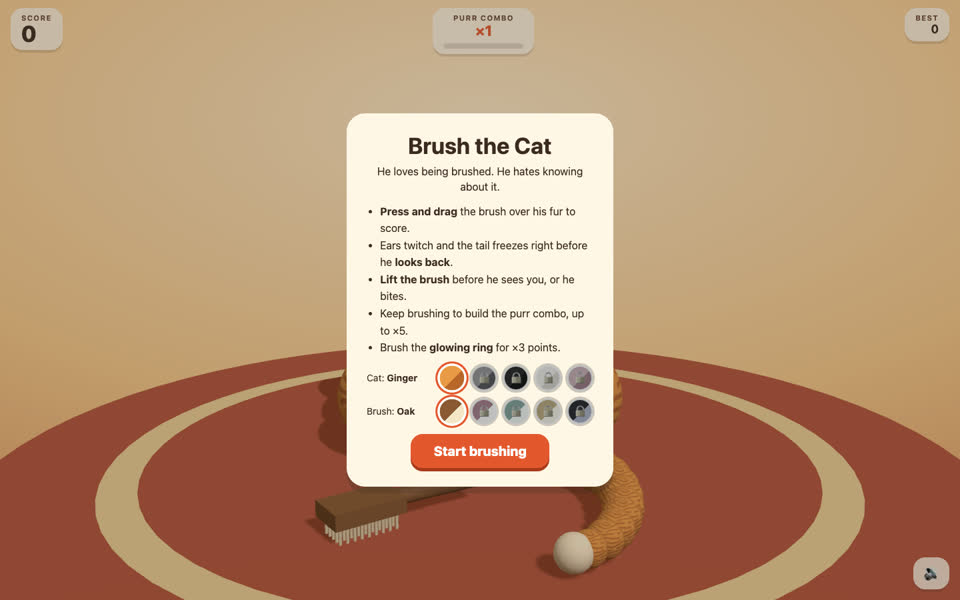 SCORE
0
PURR COMBO
×1
BEST
0
Brush the Cat
He loves being brushed. He hates knowing
about it.
• Press and drag the brush over his fur to
score.
• Ears twitch and the tail freezes right before
he looks back.
• Lift the brush before he sees you, or he
bites.
• Keep brushing to build the purr combo, up
to ×5.
• Brush the glowing ring for ×3 points.
Cat: Ginger
Brush: Oak
Start brushing